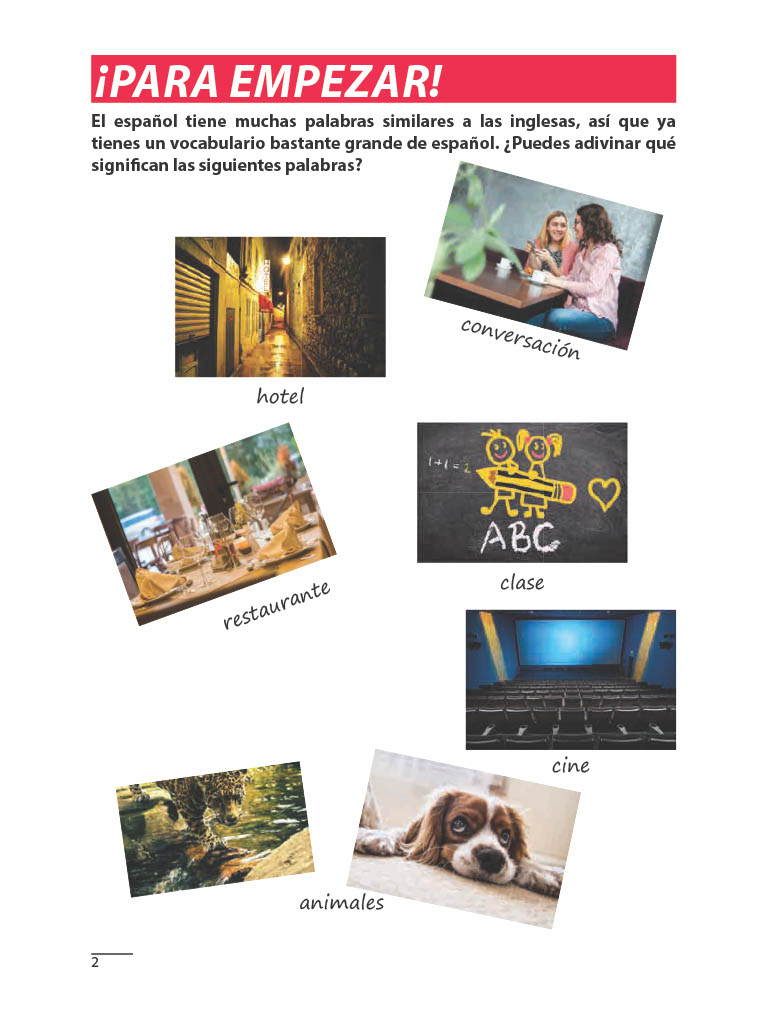 ¡PARA EMPEZAR!
El español tiene muchas palabras similares a las inglesas, así que ya
tienes un vocabulario bastante grande de español. ¿Puedes adivinar qué
significan las siguientes palabras?
conversación
HOTEL
hotel
1+1=2
ABC
clase
restaurante
cine
animales
2